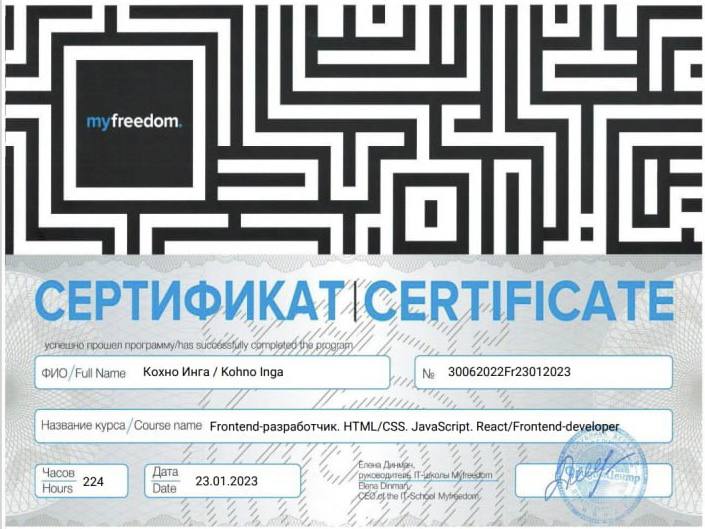 myfreedom.
СЕРТИФИКАТ|CERTIFICATE
успешно прошел программу/has successfully completed the program
ФИО/Full Name Кохно Инга / Kohno Inga
№ 30062022Fr23012023
Название курса/Course name Frontend-разработчик. HTML/CSS. JavaScript. React/Frontend-developer
Часов
Hours 224
Дата
Date 23.01.2023
Елена Динман,
руководитель IT-школы Myfreedom
Elena Dinman,
CEO of the IT-School Myfreedom